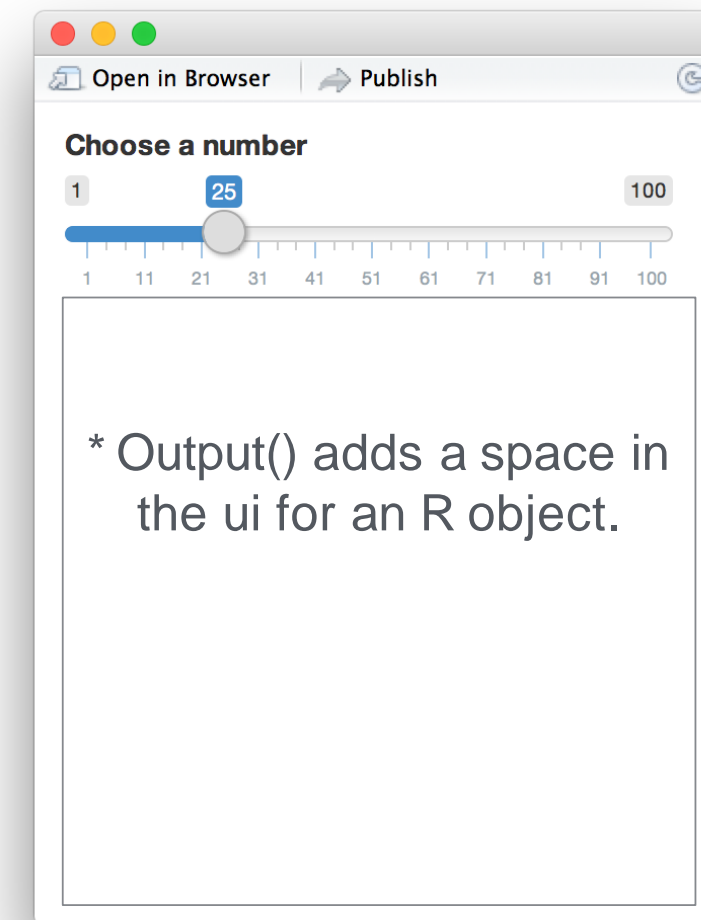 Open in Browser Publish
Choose a number
1 25 100
1 11 21 31 41 51 61 71 81 91 100
* Output() adds a space in
the ui for an R object.